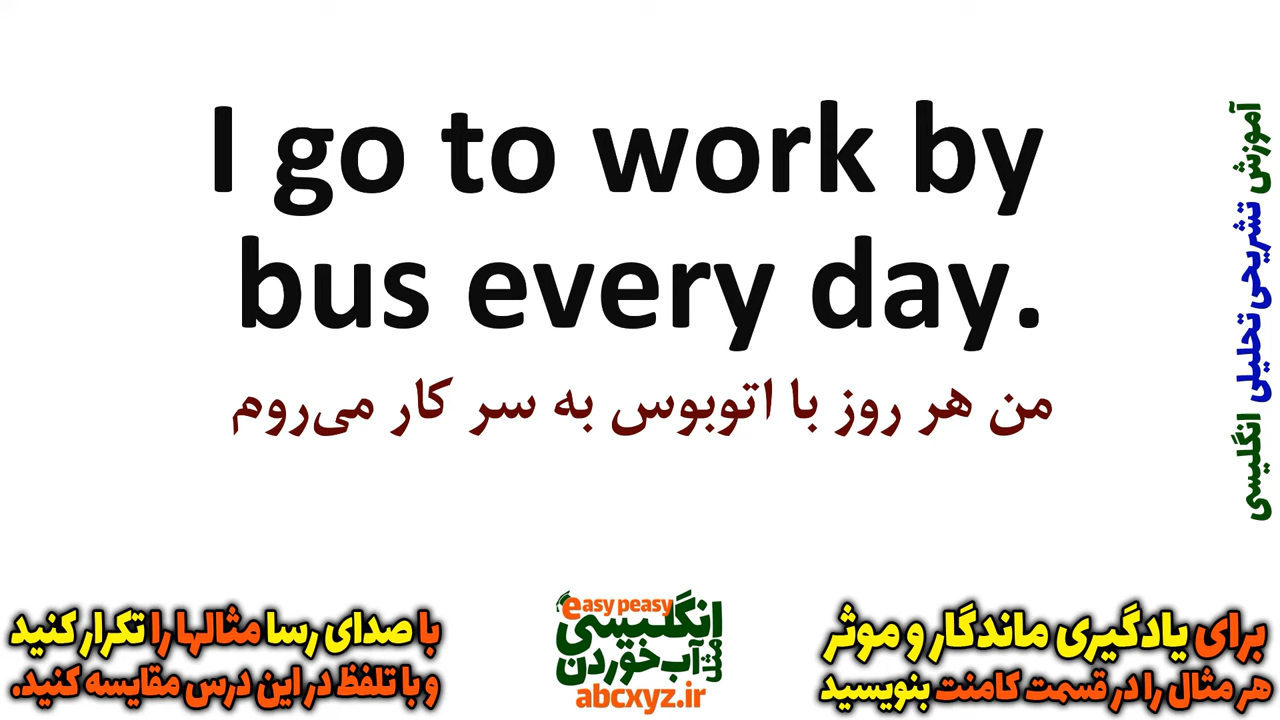 I go to work by
bus every day.
من هر روز با اتوبوس به سر کار می‌روم
آموزش تشریحی تحلیلی انگلیسی
با صدای رسا مثالها را تکرار کنید
و با تلفظ در این درس مقایسه کنید.
easy peasy
انگلیسی
مثل آب خوردن
abcxyz.ir
برای یادگیری ماندگار و موثر
هر مثال را در قسمت کامنت بنویسید